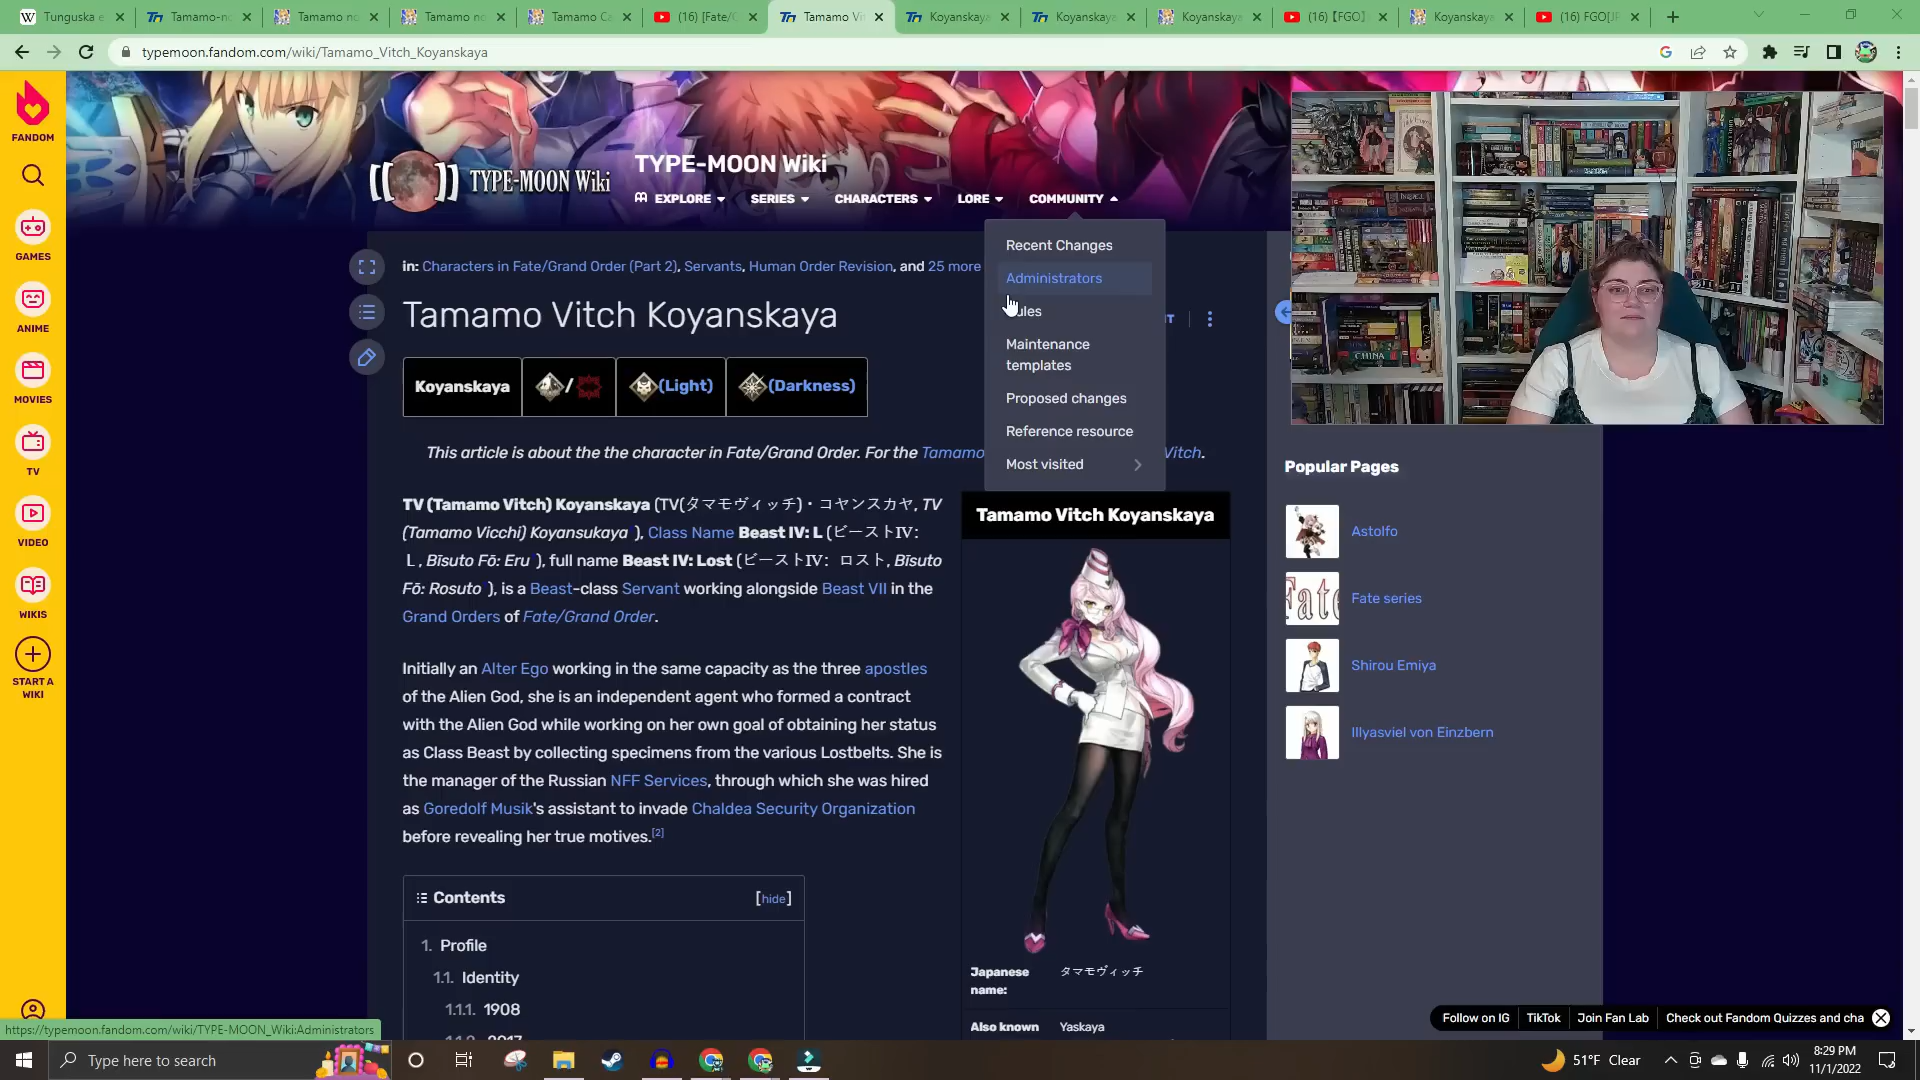 Tunguska e
Tamamo-no
Tamamo no
Tamamo no
Tamamo Ca
(16) [Fate/G
Tamamo Vit
Koyanskaya
Koyanskaya
Koyanskaya
(16)【FGO】
Koyanskaya
(16) FGO[JP
typemoon.fandom.com/wiki/Tamamo_Vitch_Koyanskaya
FANDOM
GAMES
ANIME
MOVIES
TV
VIDEO
WIKIS
START A
WIKI
TYPE-MOON Wiki
TYPE-MOON Wiki
EXPLORE
SERIES
CHARACTERS
LORE
COMMUNITY
Recent Changes
Administrators
ules
Maintenance
templates
Proposed changes
Reference resource
Most visited
in: Characters in Fate/Grand Order (Part 2), Servants, Human Order Revision, and 25 more
Tamamo Vitch Koyanskaya
Koyanskaya
/
(Light)
(Darkness)
This article is about the the character in Fate/Grand Order. For the Tamamo Vitch.
TV (Tamamo Vitch) Koyanskaya (TV(タマモヴィッチ)・コヤンスカヤ, TV
(Tamamo Vicchi) Koyansukaya ), Class Name Beast IV: L (ビーストIV:
L, Bīsuto Fō: Eru ), full name Beast IV: Lost (ビーストIV: ロスト, Bīsuto
Fō: Rosuto ), is a Beast-class Servant working alongside Beast VII in the
Grand Orders of Fate/Grand Order.
Initially an Alter Ego working in the same capacity as the three apostles
of the Alien God, she is an independent agent who formed a contract
with the Alien God while working on her own goal of obtaining her status
as Class Beast by collecting specimens from the various Lostbelts. She is
the manager of the Russian NFF Services, through which she was hired
as Goredolf Musik's assistant to invade Chaldea Security Organization
before revealing her true motives.[2]
Contents
[hide]
1. Profile
1.1. Identity
1.1.1. 1908
Tamamo Vitch Koyanskaya
Japanese
name:
タマモヴィッチ
Also known
Yaskaya
CHINA
Popular Pages
Astolfo
Fate
Fate series
Shirou Emiya
Illyasviel von Einzbern
Follow on IG
TikTok
Join Fan Lab
Check out Fandom Quizzes and cha
https://typemoon.fandom.com/wiki/TYPE-MOON_Wiki:Administrators
Type here to search
51°F Clear
8:29 PM
11/1/2022